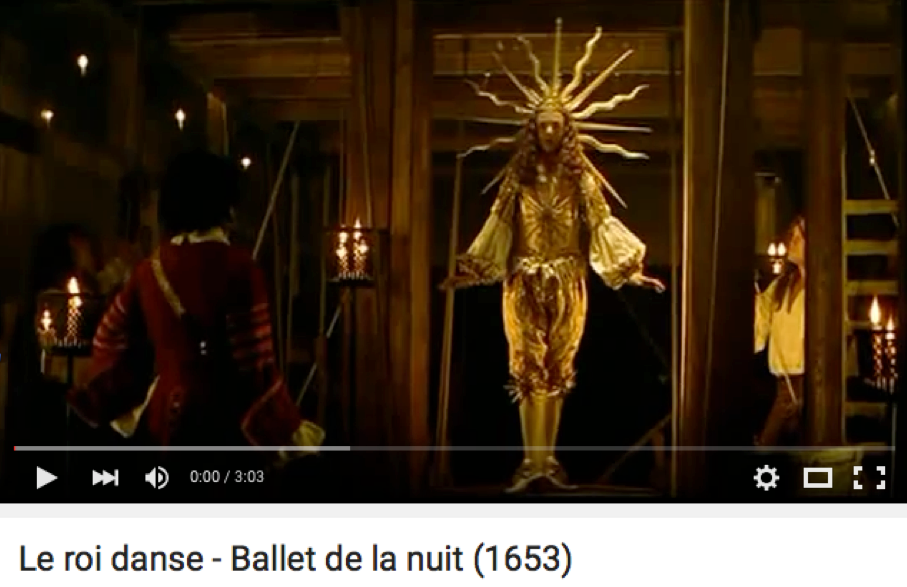 0:00 / 3:03
Le roi danse - Ballet de la nuit (1653)